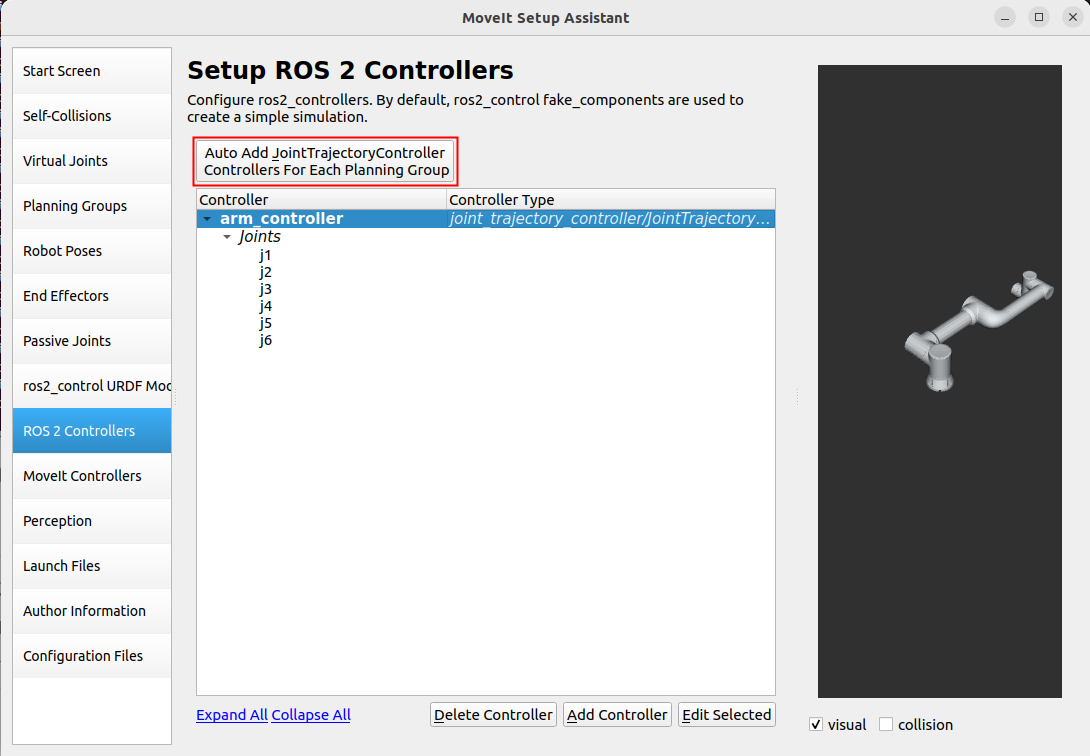 MoveIt Setup Assistant
Start Screen
Self-Collisions
Virtual Joints
Planning Groups
Robot Poses
End Effectors
Passive Joints
ros2_control URDF Moc
ROS 2 Controllers
MoveIt Controllers
Perception
Launch Files
Author Information
Configuration Files
Setup ROS 2 Controllers
Configure ros2_controllers. By default, ros2_control fake_components are used to
create a simple simulation.
Auto Add JointTrajectoryController
Controllers For Each Planning Group
Controller Controller Type
arm_controller joint_trajectory_controller/JointTrajectory...
Joints
j1
j2
j3
j4
j5
j6
Expand All Collapse All Delete Controller Add Controller Edit Selected
visual collision